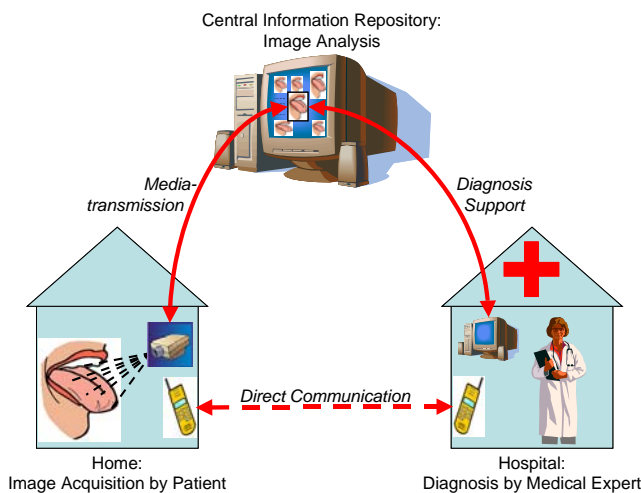 Central Information Repository:
Image Analysis
Media-
transmission
Diagnosis
Support
Direct Communication
Home:
Image Acquisition by Patient
Hospital:
Diagnosis by Medical Expert